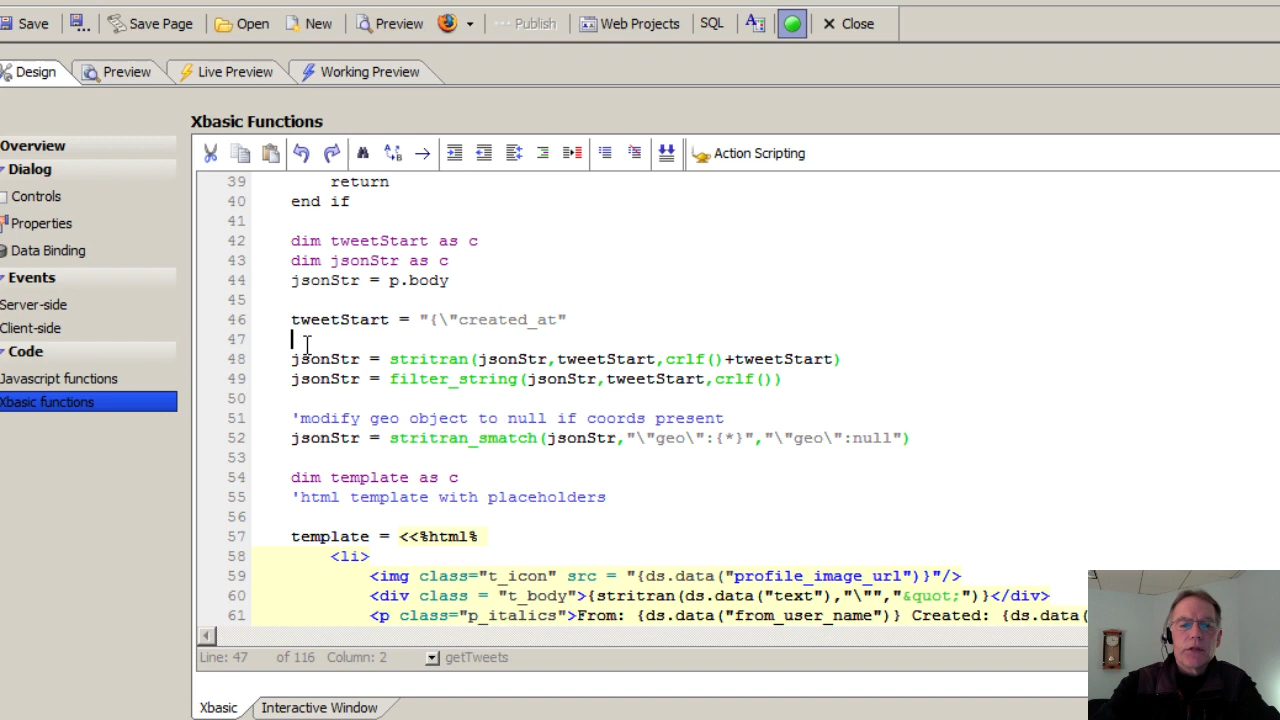 Save Save Page Open New Preview Publish Web Projects SQL Close
Design Preview Live Preview Working Preview
Xbasic Functions
Overview
Dialog
Controls
Properties
Data Binding
Events
Server-side
Client-side
Code
Javascript functions
Xbasic functions
Action Scripting
39 return
40 end if
41
42 dim tweetStart as c
43 dim jsonStr as c
44 jsonStr = p.body
45
46 tweetStart = "{\"created_at"
47
48 jsonStr = stritran(jsonStr,tweetStart,crlf()+tweetStart)
49 jsonStr = filter_string(jsonStr,tweetStart,crlf())
50
51 'modify geo object to null if coords present
52 jsonStr = stritran_smatch(jsonStr,"\"geo\":{*}","\"geo\":null")
53
54 dim template as c
55 'html template with placeholders
56
57 template = <<%html%
58 <li>
59 <img class="t_icon" src = "{ds.data("profile_image_url")}"/>
60 <div class = "t_body">{stritran(ds.data("text"),"\"","&quot;")}</div>
61 <p class="p_italics">From: {ds.data("from_user_name")} Created: {ds.data(
Line: 47 of 116 Column: 2 getTweets
Xbasic Interactive Window